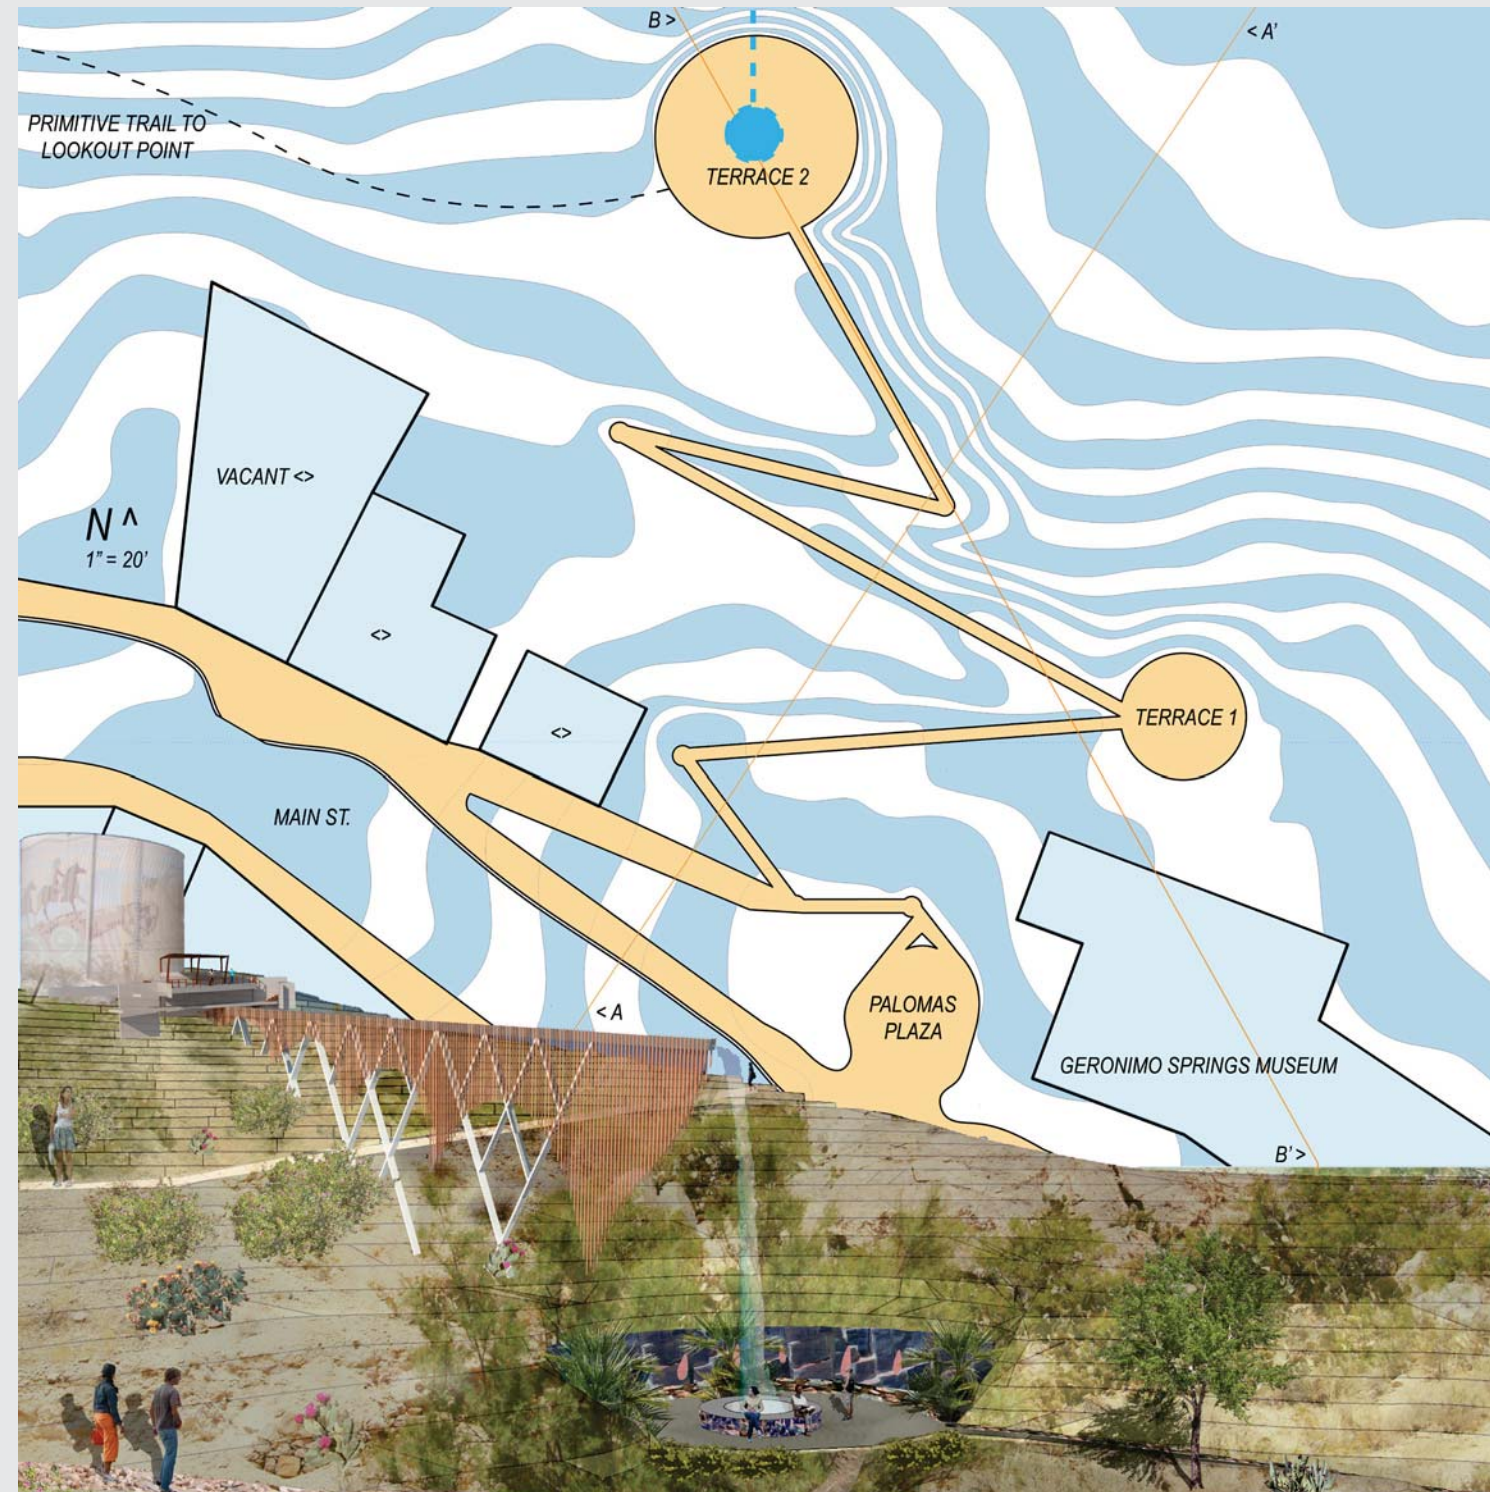 B >
< A'
PRIMITIVE TRAIL TO
LOOKOUT POINT
TERRACE 2
VACANT <>
N ^
1" = 20'
<>
<>
TERRACE 1
MAIN ST.
PALOMAS
PLAZA
< A
GERONIMO SPRINGS MUSEUM
B' >